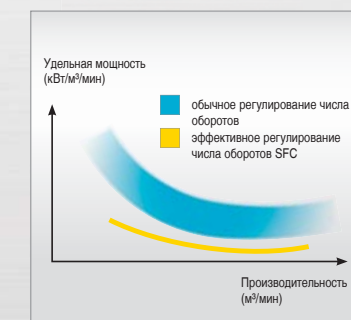 Удельная мощность
(кВт/м³/мин)
обычное регулирование числа
оборотов
эффективное регулирование
числа оборотов SFC
Производительность
(м³/мин)